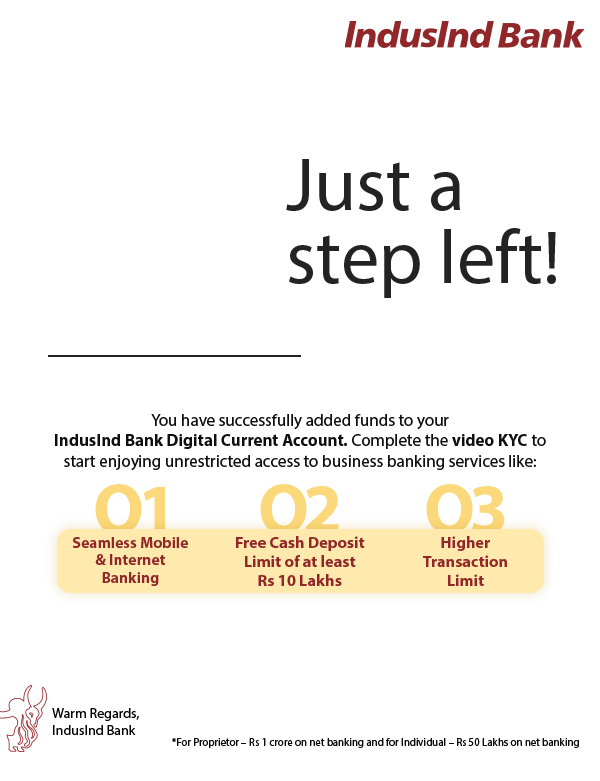 IndusInd Bank
Just a
step left!
You have successfully added funds to your
IndusInd Bank Digital Current Account. Complete the video KYC to
start enjoying unrestricted access to business banking services like:
01
Seamless Mobile
& Internet
Banking
02
Free Cash Deposit
Limit of at least
Rs 10 Lakhs
03
Higher
Transaction
Limit
Warm Regards,
IndusInd Bank
*For Proprietor – Rs 1 crore on net banking and for Individual – Rs 50 Lakhs on net banking